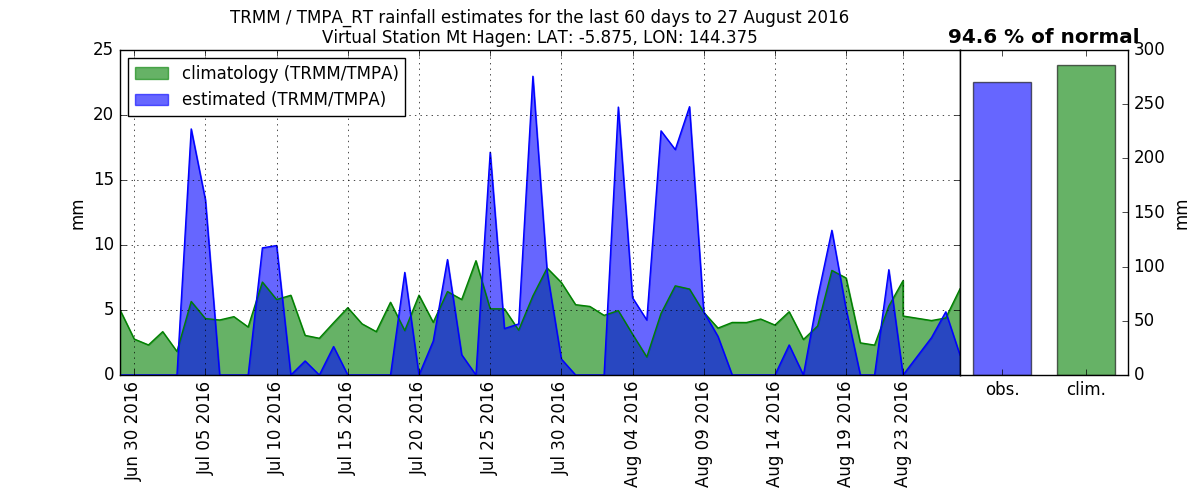 TRMM / TMPA_RT rainfall estimates for the last 60 days to 27 August 2016
Virtual Station Mt Hagen: LAT: -5.875, LON: 144.375
94.6 % of normal
climatology (TRMM/TMPA)
estimated (TRMM/TMPA)
25
20
15
10
5
0
mm
300
250
200
150
100
50
0
mm
Jun 30 2016
Jul 05 2016
Jul 10 2016
Jul 15 2016
Jul 20 2016
Jul 25 2016
Jul 30 2016
Aug 04 2016
Aug 09 2016
Aug 14 2016
Aug 19 2016
Aug 23 2016
obs.
clim.